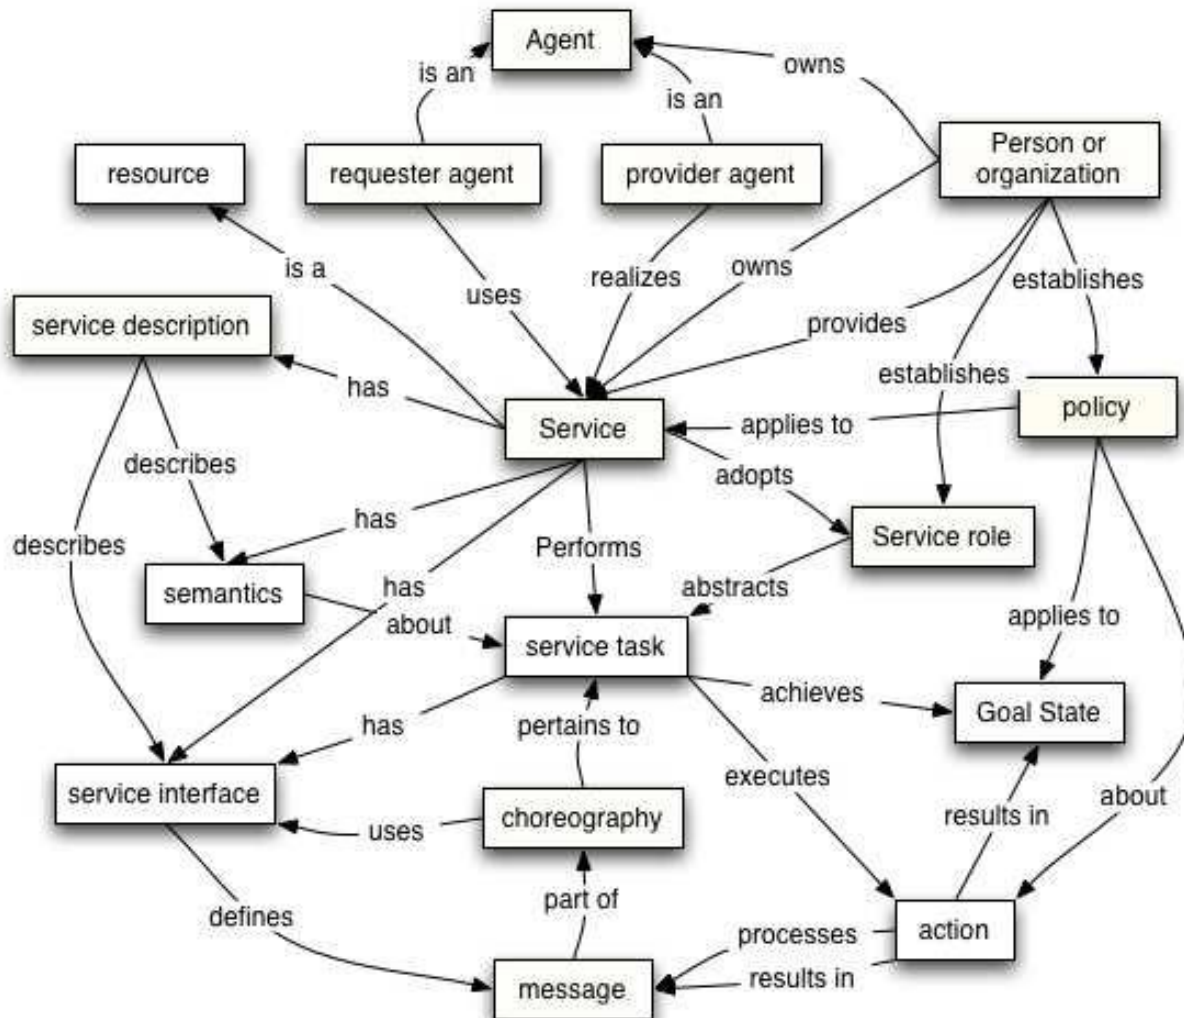 Agent
owns
is an
is an
Person or
organization
resource
requester agent
provider agent
is a
owns
realizes
establishes
uses
service description
provides
has
establishes
policy
Service
applies to
describes
adopts
has
Service role
describes
Performs
semantics
has
abstracts
about
applies to
service task
achieves
Goal State
pertains to
has
executes
service interface
about
choreography
results in
uses
part of
defines
action
processes
results in
message